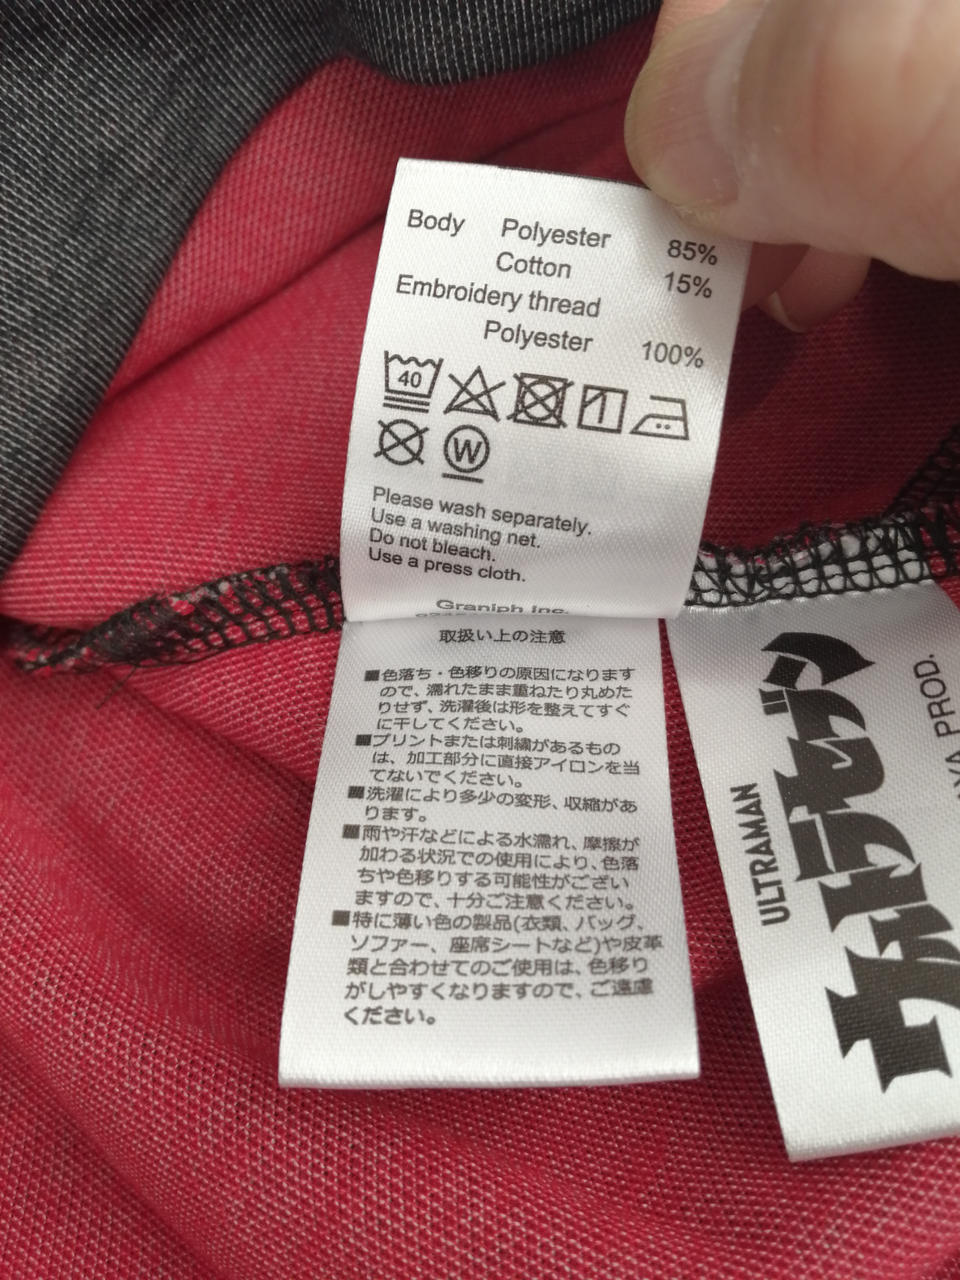 Body Polyester 85%
Cotton 15%
Embroidery thread
Polyester 100%
40
W
Please wash separately.
Use a washing net.
Do not bleach.
Use a press cloth.
Graniph Inc.
取扱い上の注意
■色落ち・色移りの原因になります
ので、濡れたまま重ねたり丸めた
りせず、洗濯後は形を整えてすぐ
に干してください。
■プリントまたは刺繍があるもの
は、加工部分に直接アイロンを当
てないでください。
■洗濯により多少の変形、収縮があ
ります。
■雨や汗などによる水濡れ、摩擦が
加わる状況での使用により、色落
ちや色移りする可能性がござい
ますので、十分ご注意ください。
■特に薄い色の製品(衣類、バッグ、
ソファー、座席シートなど)や皮革
類と合わせてのご使用は、色移り
がしやすくなりますので、ご遠慮
ください。
ULTRAMAN
ウルトラセブン
PROD.